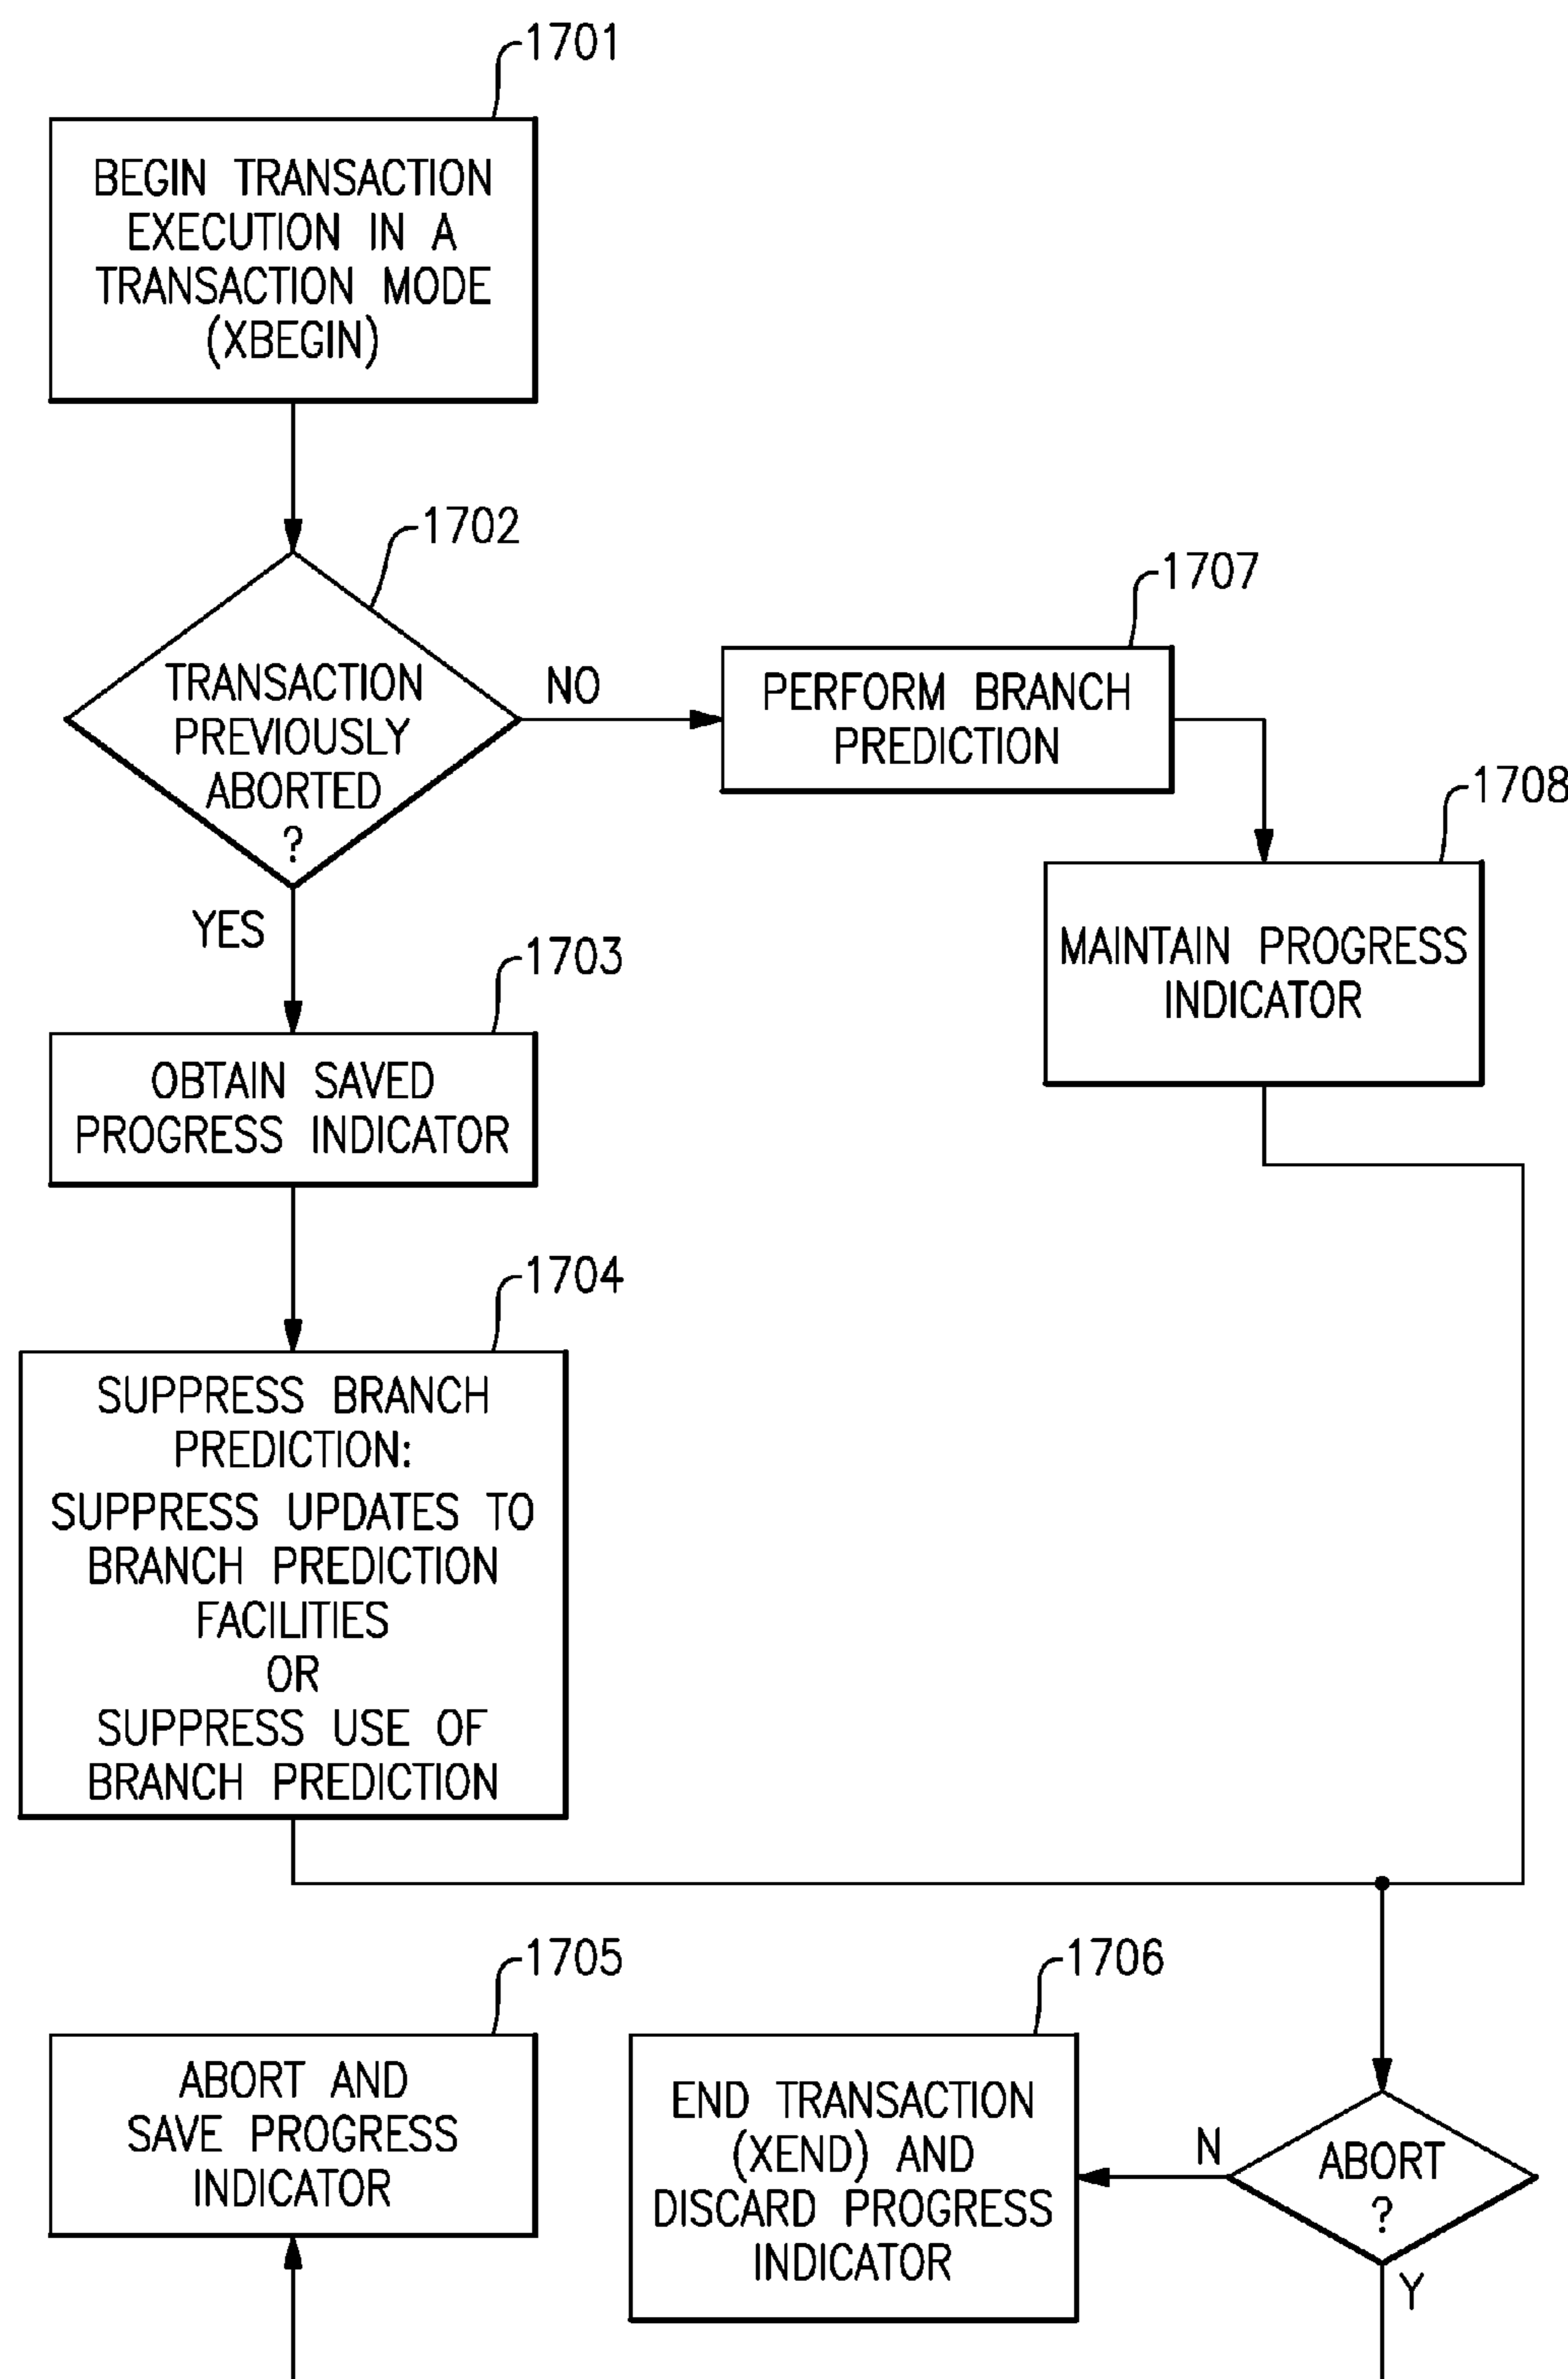 1701
BEGIN TRANSACTION
EXECUTION IN A
TRANSACTION MODE
(XBEGIN)
1702
TRANSACTION
PREVIOUSLY
ABORTED
?
NO
YES
1707
PERFORM BRANCH
PREDICTION
1708
MAINTAIN PROGRESS
INDICATOR
1703
OBTAIN SAVED
PROGRESS INDICATOR
1704
SUPPRESS BRANCH
PREDICTION:
SUPPRESS UPDATES TO
BRANCH PREDICTION
FACILITIES
OR
SUPPRESS USE OF
BRANCH PREDICTION
1705
ABORT AND
SAVE PROGRESS
INDICATOR
1706
END TRANSACTION
(XEND) AND
DISCARD PROGRESS
INDICATOR
N
ABORT
?
Y